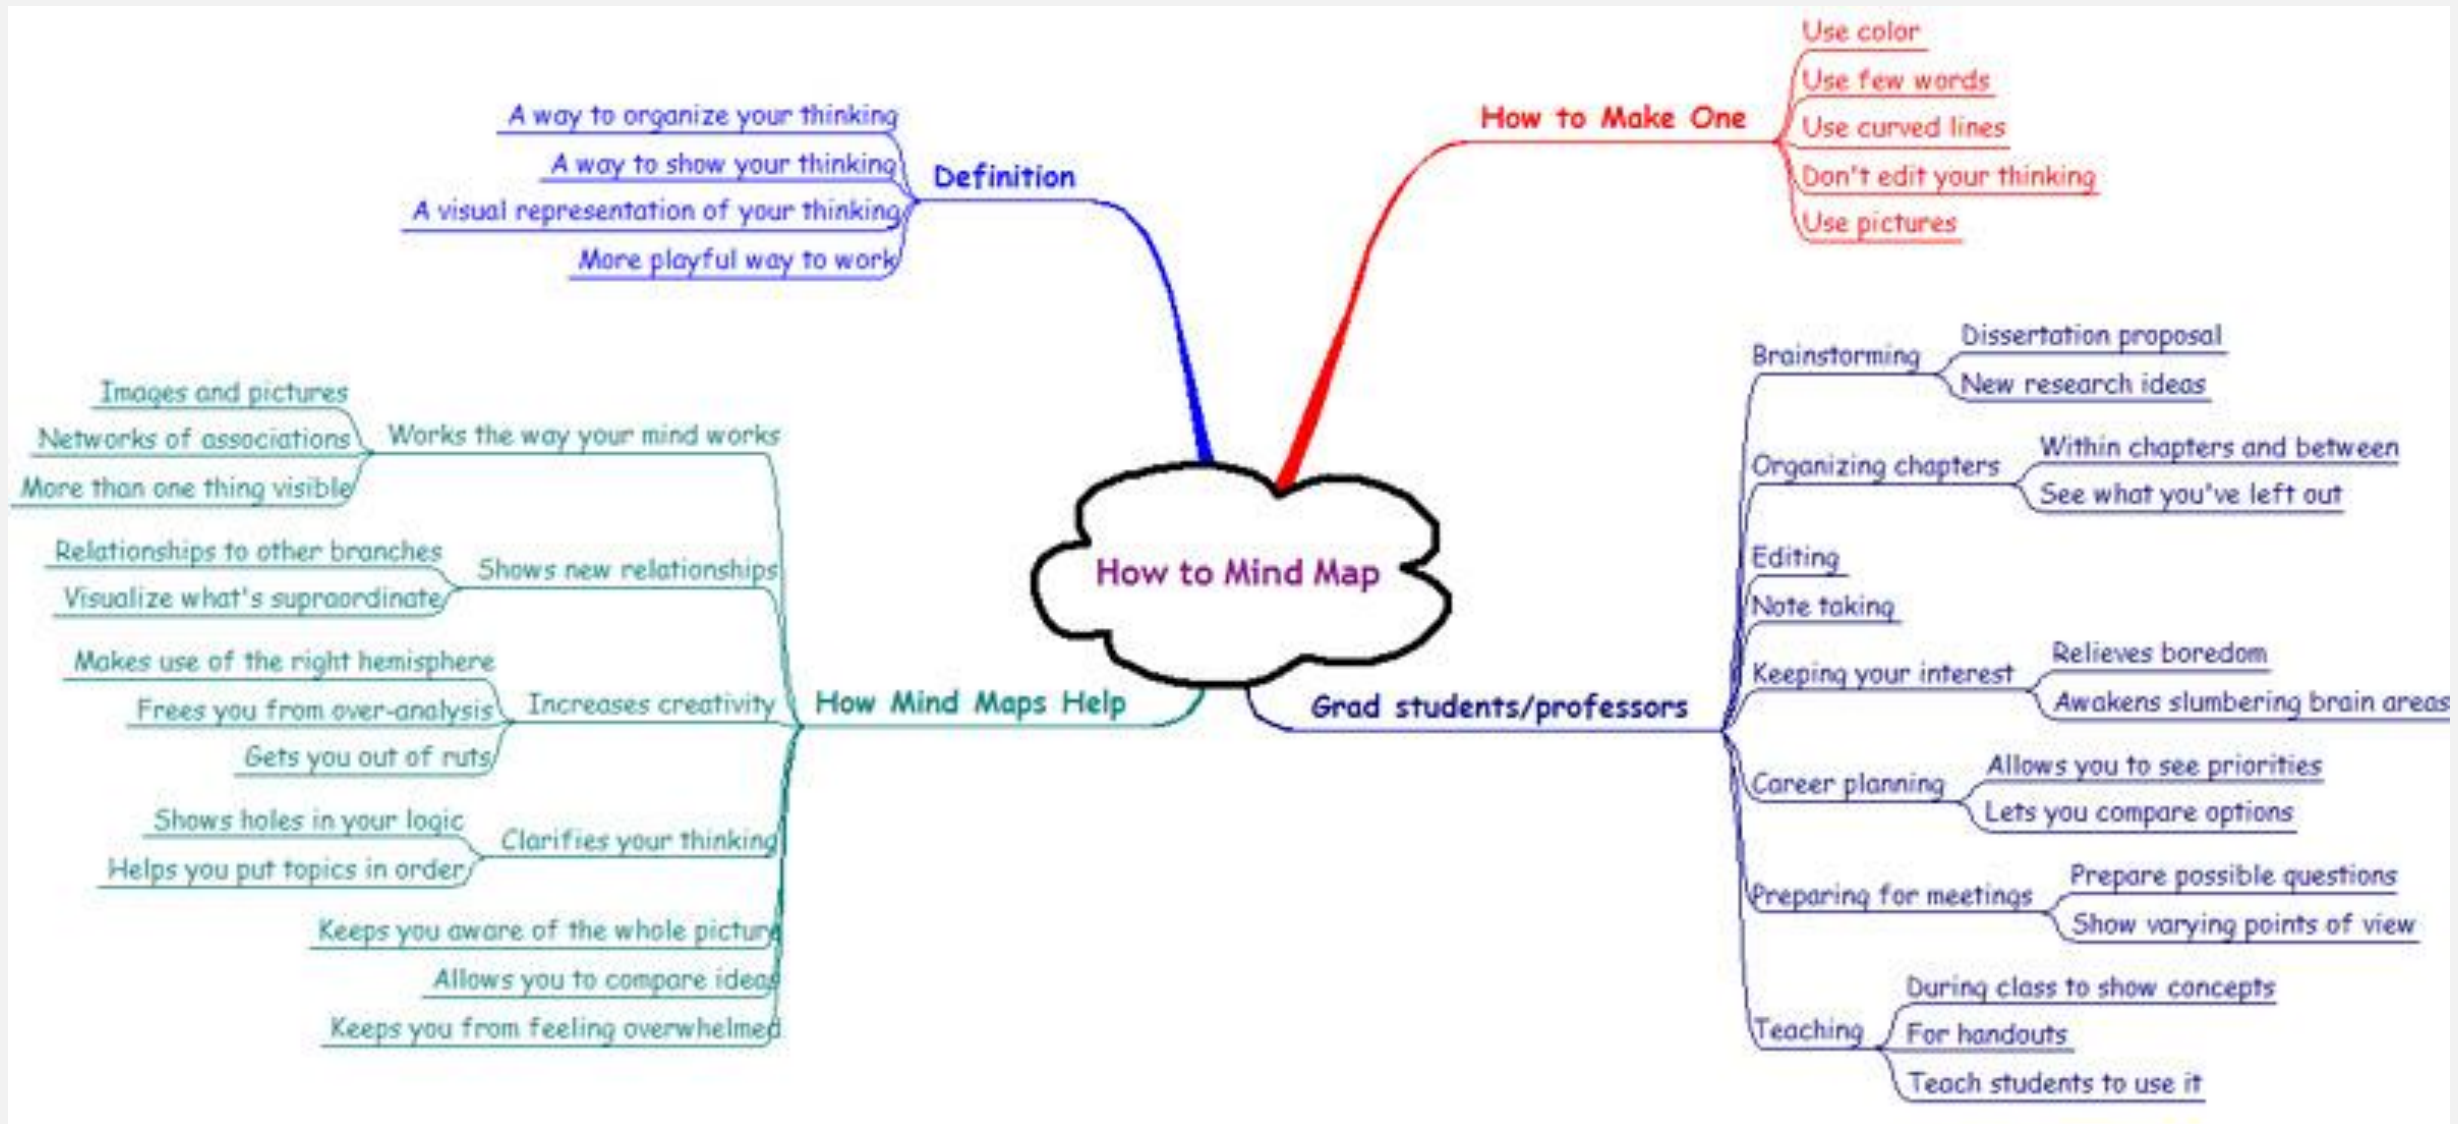 How to Mind Map
Definition
A way to organize your thinking
A way to show your thinking
A visual representation of your thinking
More playful way to work
How to Make One
Use color
Use few words
Use curved lines
Don't edit your thinking
Use pictures
How Mind Maps Help
Works the way your mind works
Images and pictures
Networks of associations
More than one thing visible
Shows new relationships
Relationships to other branches
Visualize what's supraordinate
Increases creativity
Makes use of the right hemisphere
Frees you from over-analysis
Gets you out of ruts
Clarifies your thinking
Shows holes in your logic
Helps you put topics in order
Keeps you aware of the whole picture
Allows you to compare ideas
Keeps you from feeling overwhelmed
Grad students/professors
Brainstorming
Dissertation proposal
New research ideas
Organizing chapters
Within chapters and between
See what you've left out
Editing
Note taking
Keeping your interest
Relieves boredom
Awakens slumbering brain areas
Career planning
Allows you to see priorities
Lets you compare options
Preparing for meetings
Prepare possible questions
Show varying points of view
Teaching
During class to show concepts
For handouts
Teach students to use it